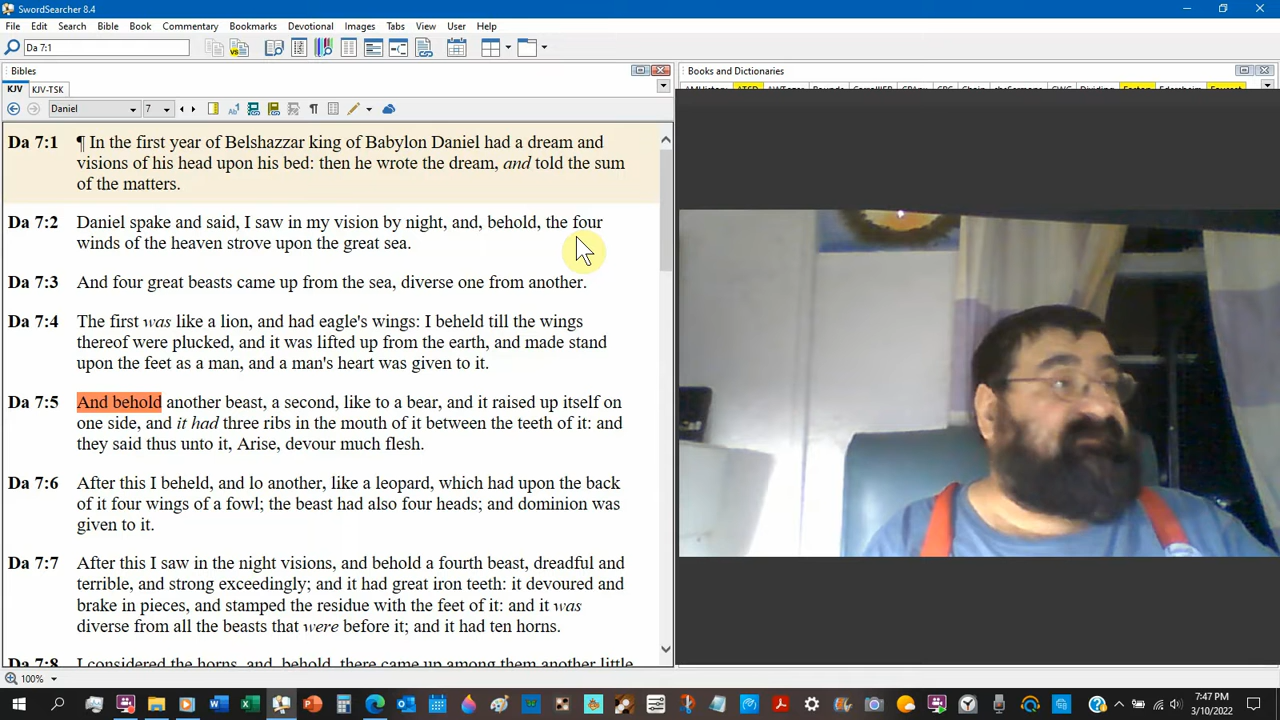 SwordSearcher 8.4
File Edit Search Bible Book Commentary Bookmarks Devotional Images Tabs View User Help
Da 7:1
Bibles
Books and Dictionaries
KJV KJV-TSK
Daniel 7
Da 7:1 ¶ In the first year of Belshazzar king of Babylon Daniel had a dream and
visions of his head upon his bed: then he wrote the dream, and told the sum
of the matters.
Da 7:2 Daniel spake and said, I saw in my vision by night, and, behold, the four
winds of the heaven strove upon the great sea.
Da 7:3 And four great beasts came up from the sea, diverse one from another.
Da 7:4 The first was like a lion, and had eagle's wings: I beheld till the wings
thereof were plucked, and it was lifted up from the earth, and made stand
upon the feet as a man, and a man's heart was given to it.
Da 7:5 And behold another beast, a second, like to a bear, and it raised up itself on
one side, and it had three ribs in the mouth of it between the teeth of it: and
they said thus unto it, Arise, devour much flesh.
Da 7:6 After this I beheld, and lo another, like a leopard, which had upon the back
of it four wings of a fowl; the beast had also four heads; and dominion was
given to it.
Da 7:7 After this I saw in the night visions, and behold a fourth beast, dreadful and
terrible, and strong exceedingly; and it had great iron teeth: it devoured and
brake in pieces, and stamped the residue with the feet of it: and it was
diverse from all the beasts that were before it; and it had ten horns.
Da 7:8 I considered the horns, and, behold, there came up among them another little
100%
7:47 PM
3/10/2022